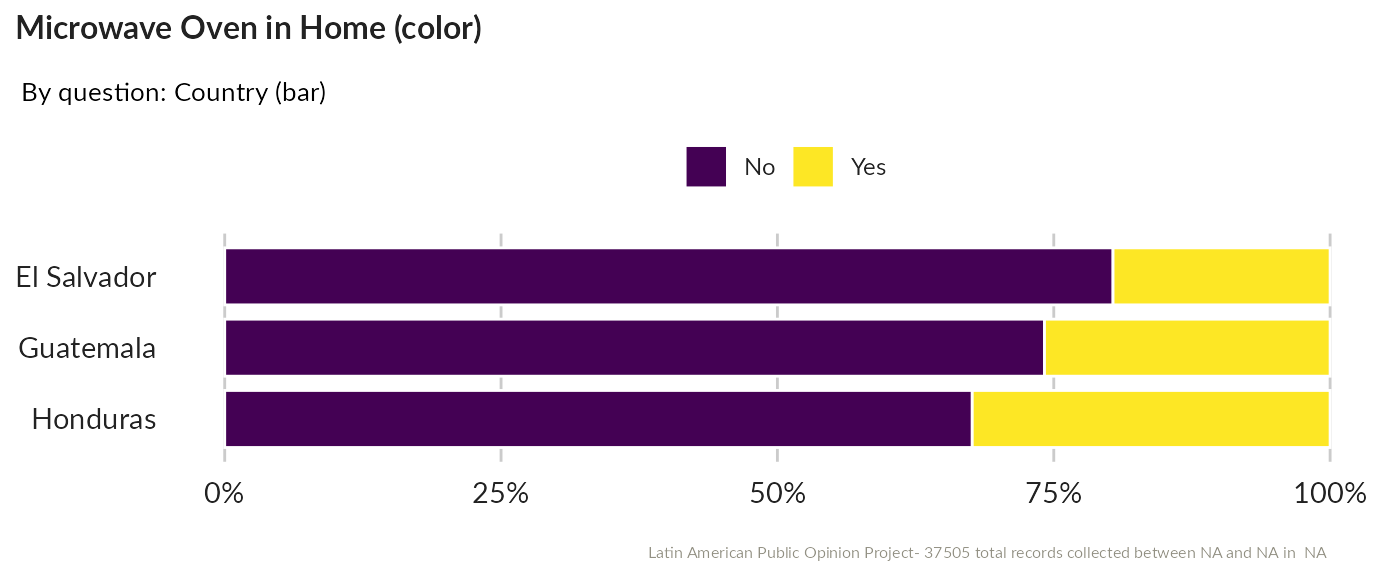 Microwave Oven in Home (color)
By question: Country (bar)
No Yes
El Salvador
Guatemala
Honduras
0% 25% 50% 75% 100%
Latin American Public Opinion Project- 37505 total records collected between NA and NA in  NA